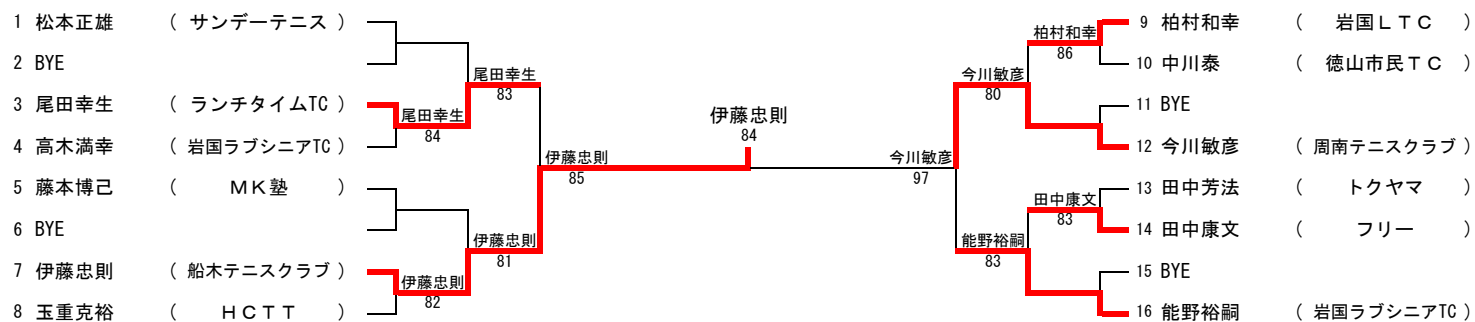 1 松本正雄 ( サンデーテニス )
2 BYE
3 尾田幸生 ( ランチタイムTC )
4 高木満幸 ( 岩国ラブシニアTC )
5 藤本博己 ( ＭＫ塾 )
6 BYE
7 伊藤忠則 ( 船木テニスクラブ )
8 玉重克裕 ( ＨＣＴＴ )
尾田幸生
84
伊藤忠則
82
尾田幸生
83
伊藤忠則
81
伊藤忠則
85
伊藤忠則
84
今川敏彦
97
今川敏彦
80
能野裕嗣
83
柏村和幸
86
田中康文
83
9 柏村和幸 ( 岩国ＬＴＣ )
10 中川泰 ( 徳山市民ＴＣ )
11 BYE
12 今川敏彦 ( 周南テニスクラブ )
13 田中芳法 ( トクヤマ )
14 田中康文 ( フリー )
15 BYE
16 能野裕嗣 ( 岩国ラブシニアTC )